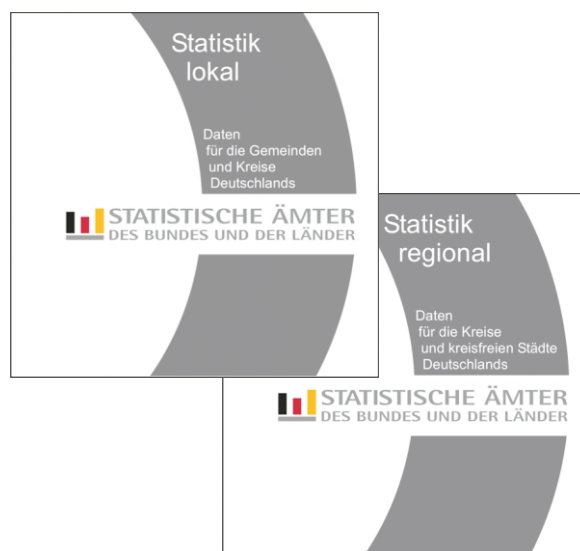 Statistik
lokal
Daten
für die Gemeinden
und Kreise
Deutschlands
STATISTISCHE ÄMTER
DES BUNDES UND DER LÄNDER
Statistik
regional
Daten
für die Kreise
und kreisfreien Städte
Deutschlands
STATISTISCHE ÄMTER
DES BUNDES UND DER LÄNDER